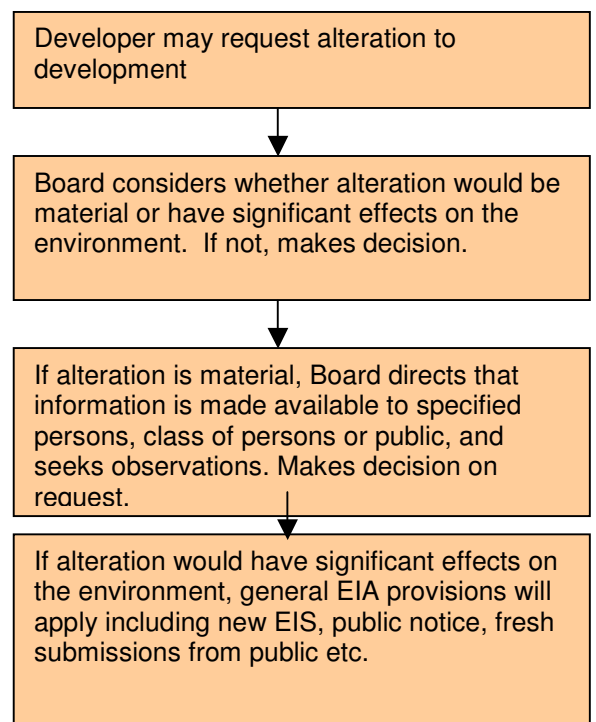 Developer may request alteration to
development
Board considers whether alteration would be
material or have significant effects on the
environment.  If not, makes decision.
If alteration is material, Board directs that
information is made available to specified
persons, class of persons or public, and
seeks observations. Makes decision on
request.
If alteration would have significant effects on
the environment, general EIA provisions will
apply including new EIS, public notice, fresh
submissions from public etc.